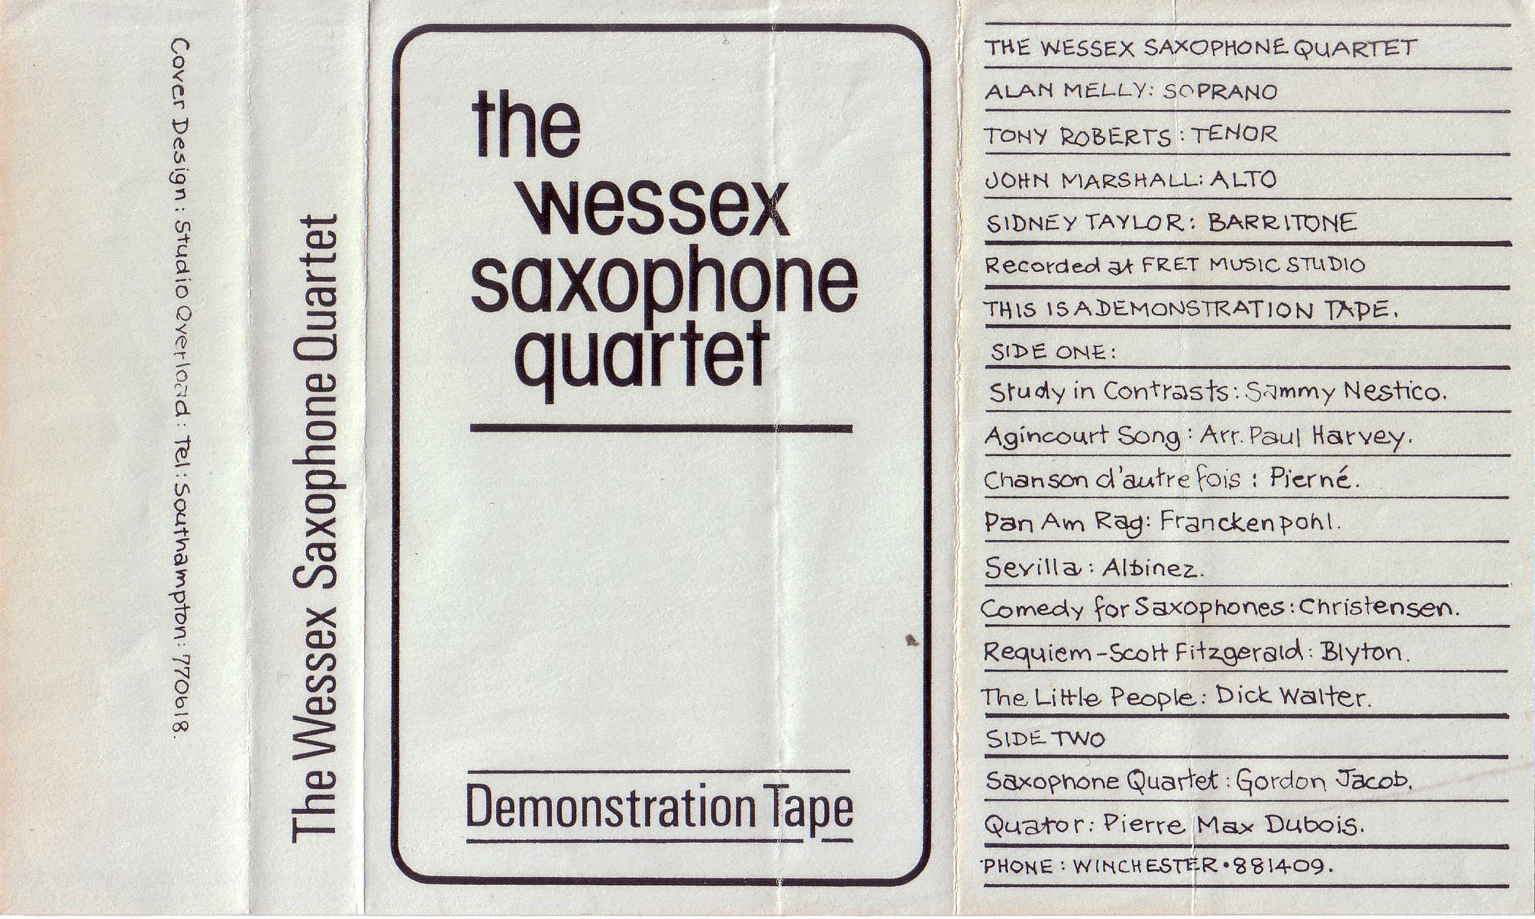 Cover Design: Studio Overload: Tel: Southampton: 770618.
The Wessex Saxophone Quartet
the
wessex
saxophone
quartet
Demonstration Tape
THE WESSEX SAXOPHONE QUARTET
ALAN MELLY: SOPRANO
TONY ROBERTS: TENOR
JOHN MARSHALL: ALTO
SIDNEY TAYLOR: BARRITONE
Recorded at FRET MUSIC STUDIO
THIS IS A DEMONSTRATION TAPE.
SIDE ONE:
Study in Contrasts: Sammy Nestico.
Agincourt Song: Arr. Paul Harvey.
Chanson d'autre fois: Pierné.
Pan Am Rag: Franckenpohl.
Sevilla: Albinez.
Comedy for Saxophones: Christensen.
Requiem-Scott Fitzgerald: Blyton.
The Little People: Dick Walter.
SIDE TWO
Saxophone Quartet: Gordon Jacob.
Quator: Pierre Max Dubois.
PHONE: WINCHESTER•881409.